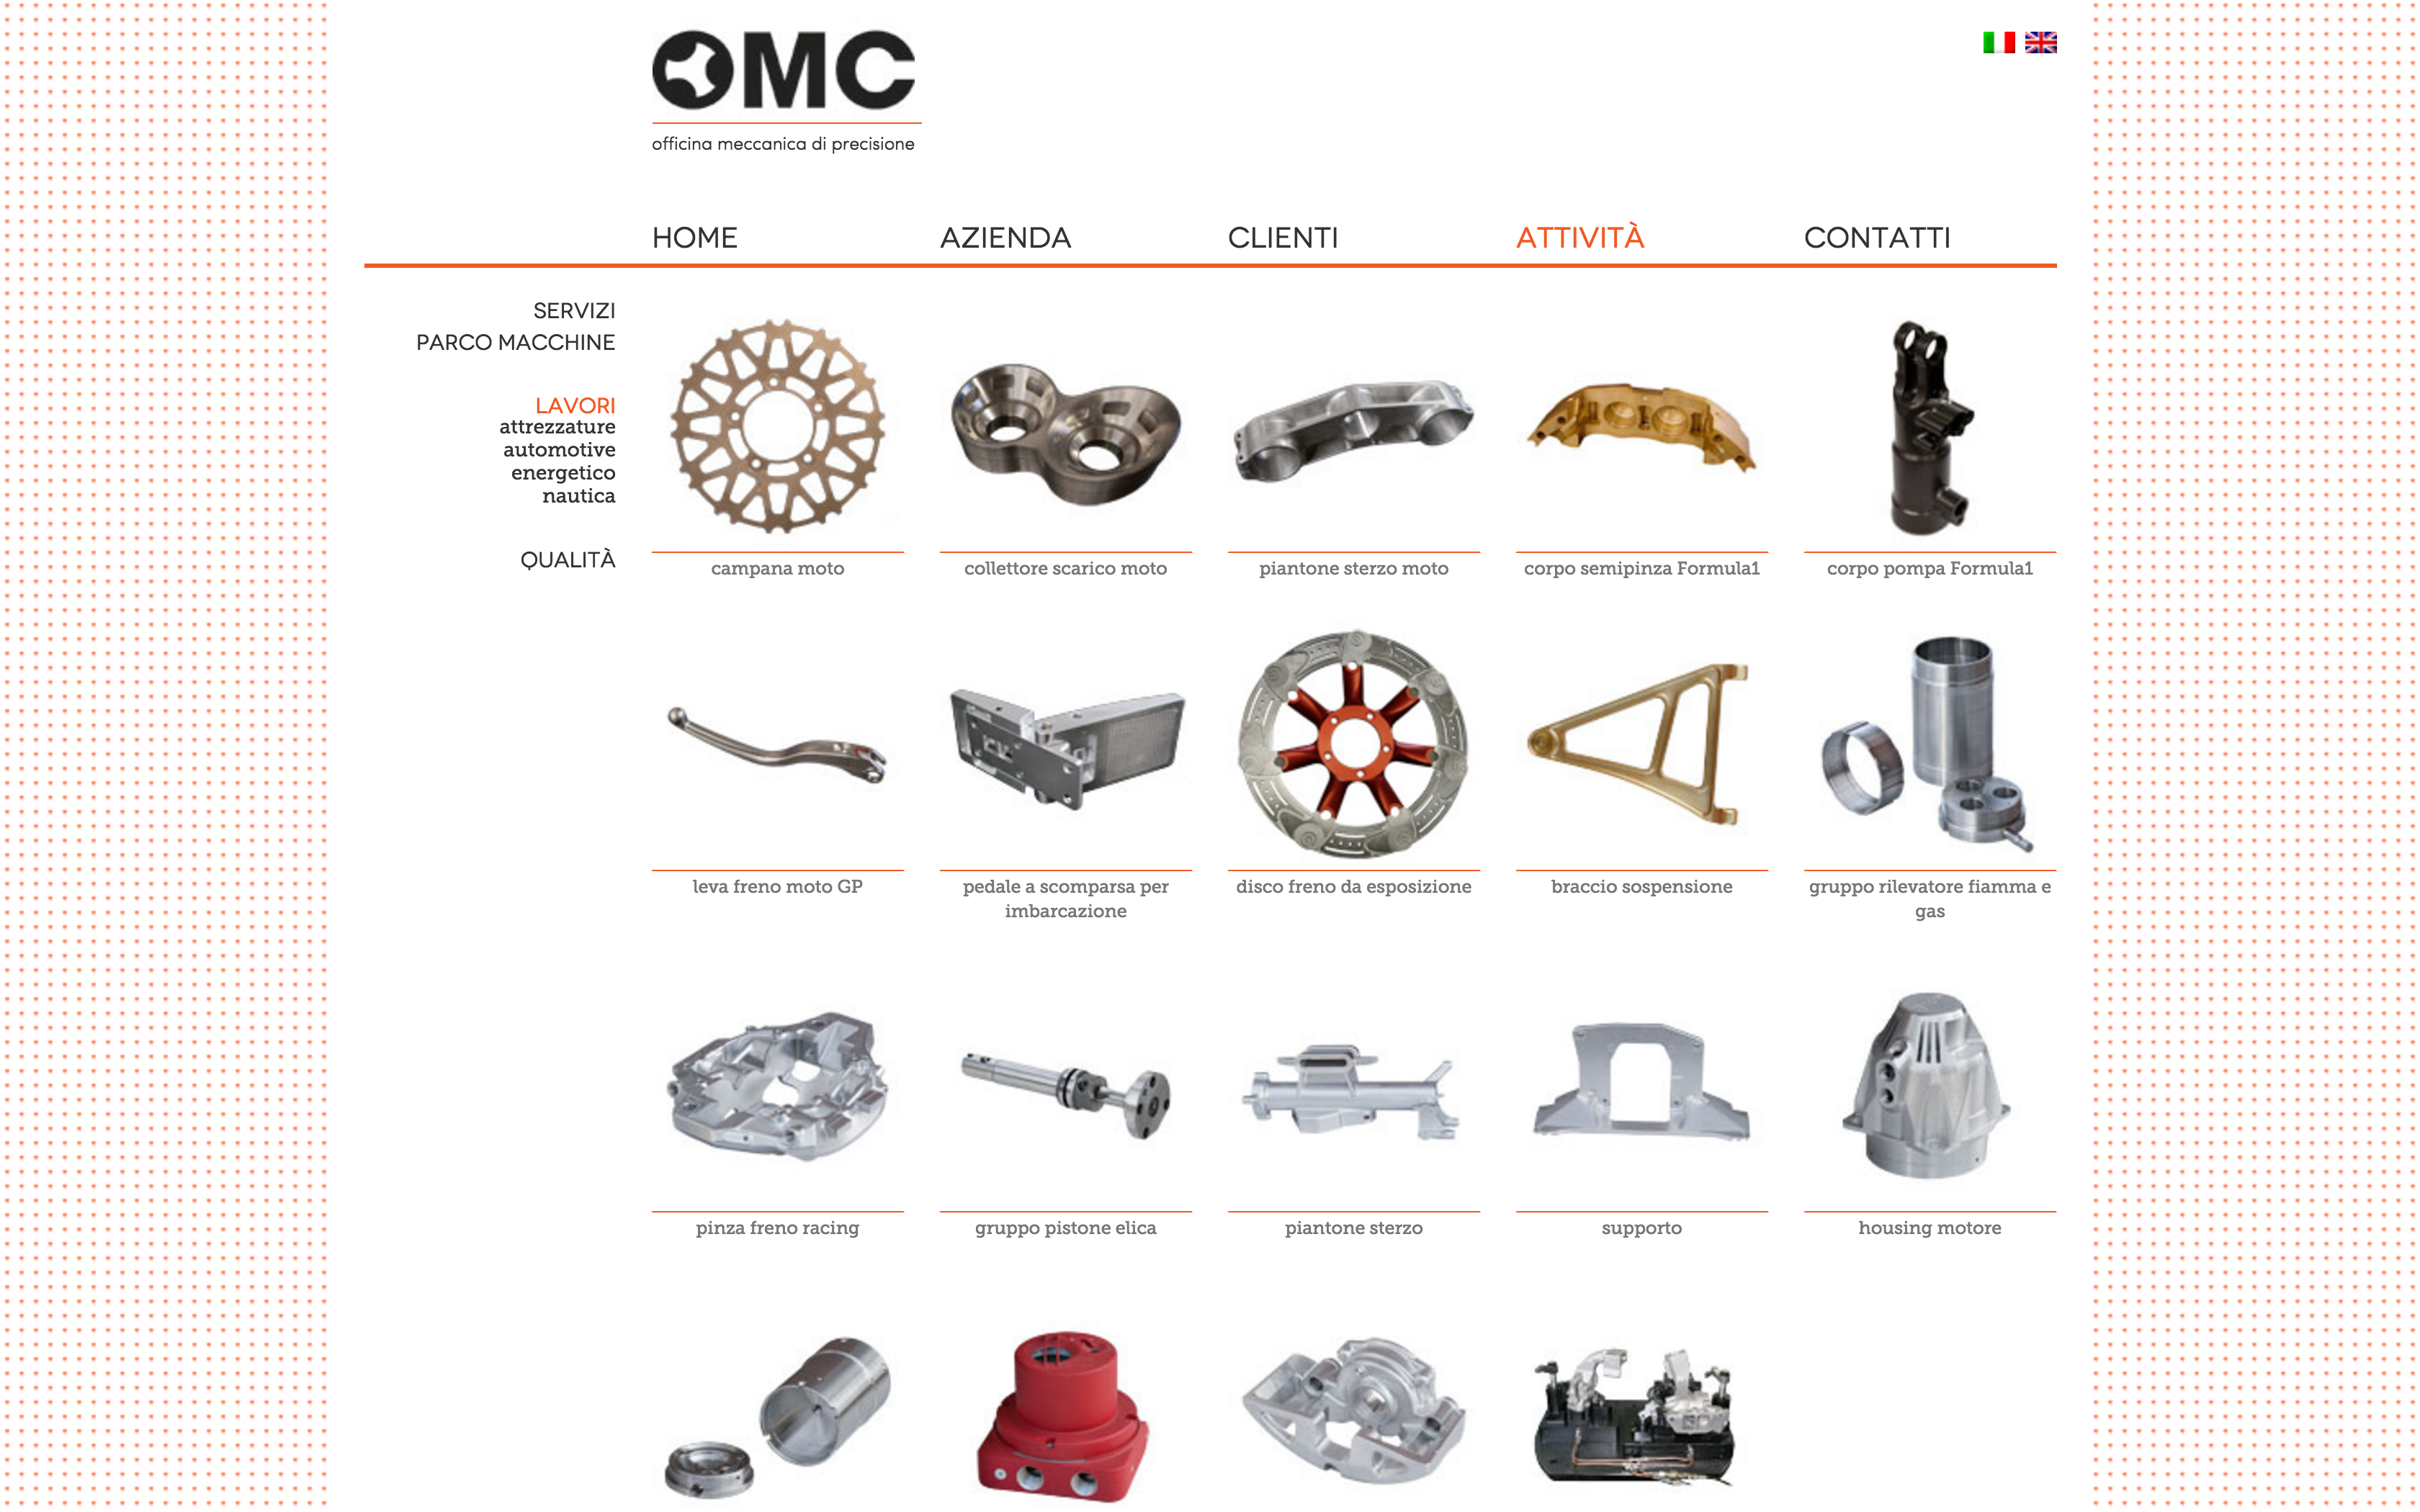 OMC
officina meccanica di precisione
HOME
AZIENDA
CLIENTI
ATTIVITÀ
CONTATTI
SERVIZI
PARCO MACCHINE
LAVORI
attrezzature
automotive
energetico
nautica
QUALITÀ
campana moto
collettore scarico moto
piantone sterzo moto
corpo semipinza Formula1
corpo pompa Formula1
leva freno moto GP
pedale a scomparsa per
imbarcazione
disco freno da esposizione
braccio sospensione
gruppo rilevatore fiamma e
gas
pinza freno racing
gruppo pistone elica
piantone sterzo
supporto
housing motore